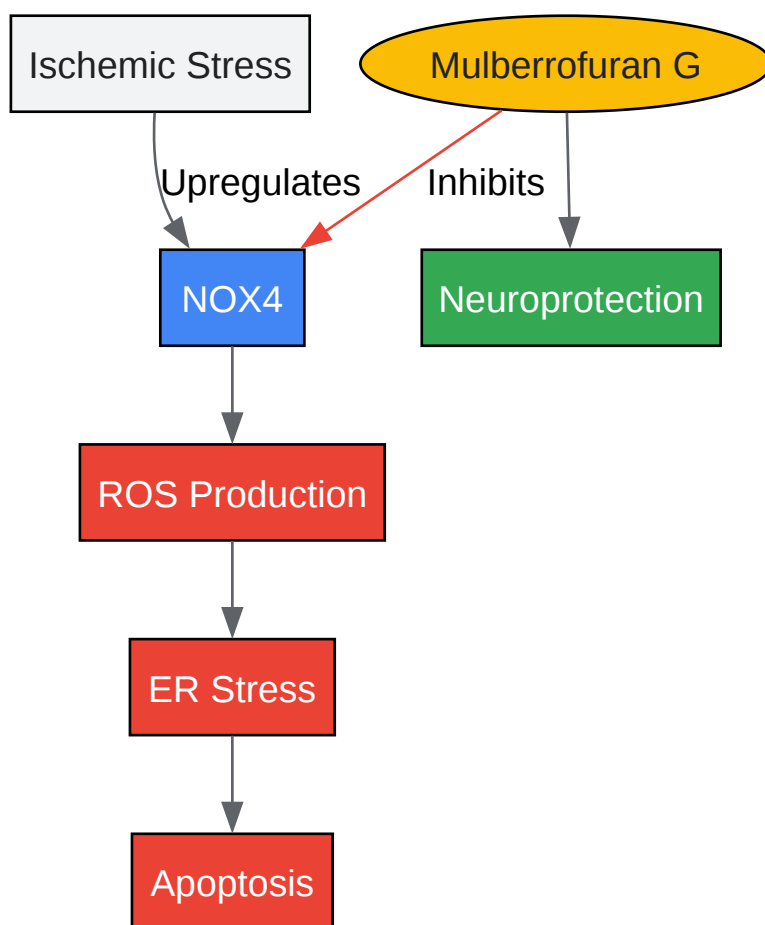 Ischemic Stress
Mulberrofuran G
Upregulates
Inhibits
NOX4
Neuroprotection
ROS Production
ER Stress
Apoptosis